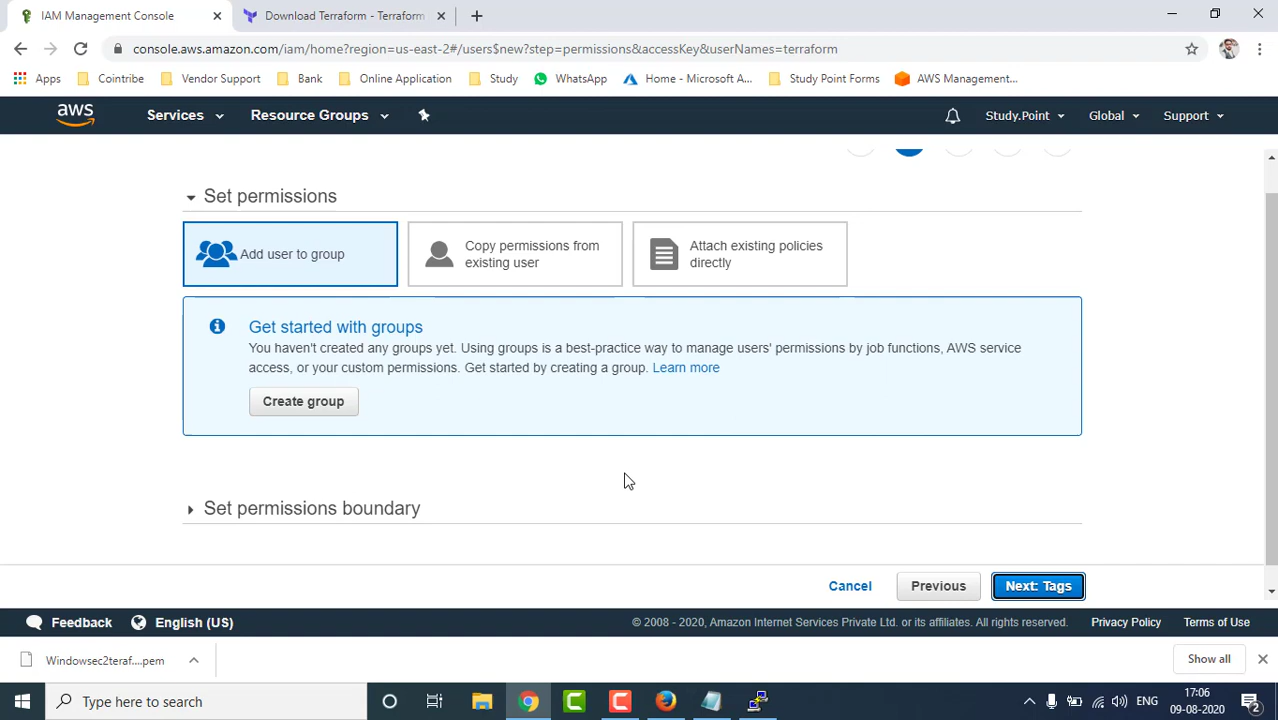 IAM Management Console
Download Terraform - Terraform
console.aws.amazon.com/iam/home?region=us-east-2#/users$new?step=permissions&accessKey&userNames=terraform
Apps
Cointribe
Vendor Support
Bank
Online Application
Study
WhatsApp
Home - Microsoft A...
Study Point Forms
AWS Management...
aws
Services
Resource Groups
Study.Point
Global
Support
Set permissions
Add user to group
Copy permissions from
existing user
Attach existing policies
directly
Get started with groups
You haven't created any groups yet. Using groups is a best-practice way to manage users' permissions by job functions, AWS service
access, or your custom permissions. Get started by creating a group. Learn more
Create group
Set permissions boundary
Cancel
Previous
Next: Tags
Feedback
English (US)
© 2008 - 2020, Amazon Internet Services Private Ltd. or its affiliates. All rights reserved.
Privacy Policy
Terms of Use
Windowsec2teraf....pem
Show all
Type here to search
ENG
17:06
09-08-2020
2